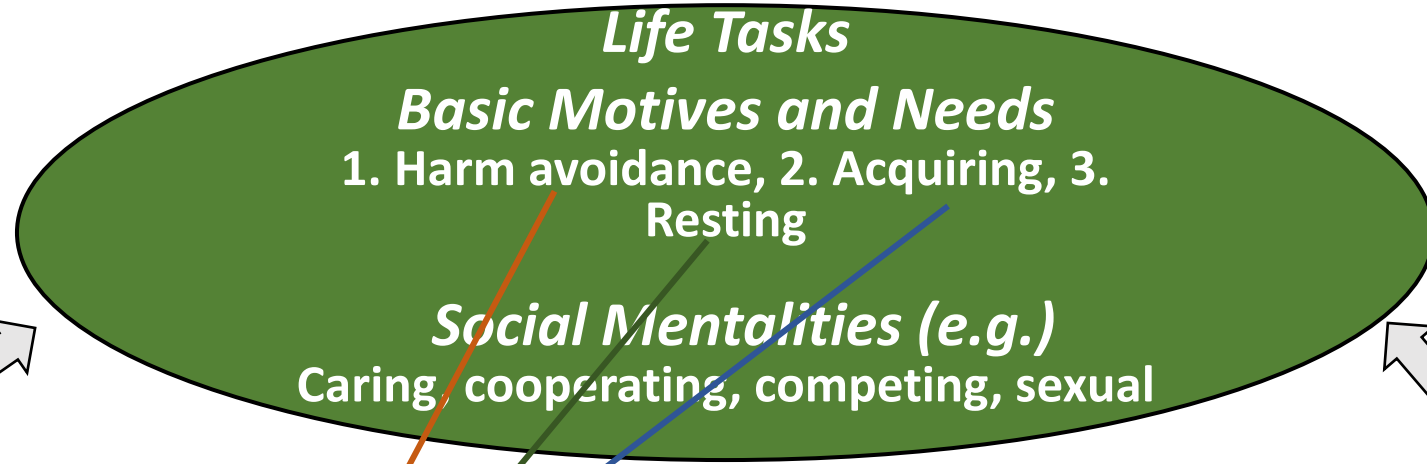 Life Tasks
Basic Motives and Needs
1. Harm avoidance, 2. Acquiring, 3.
Resting
Social Mentalities (e.g.)
Caring, cooperating, competing, sexual